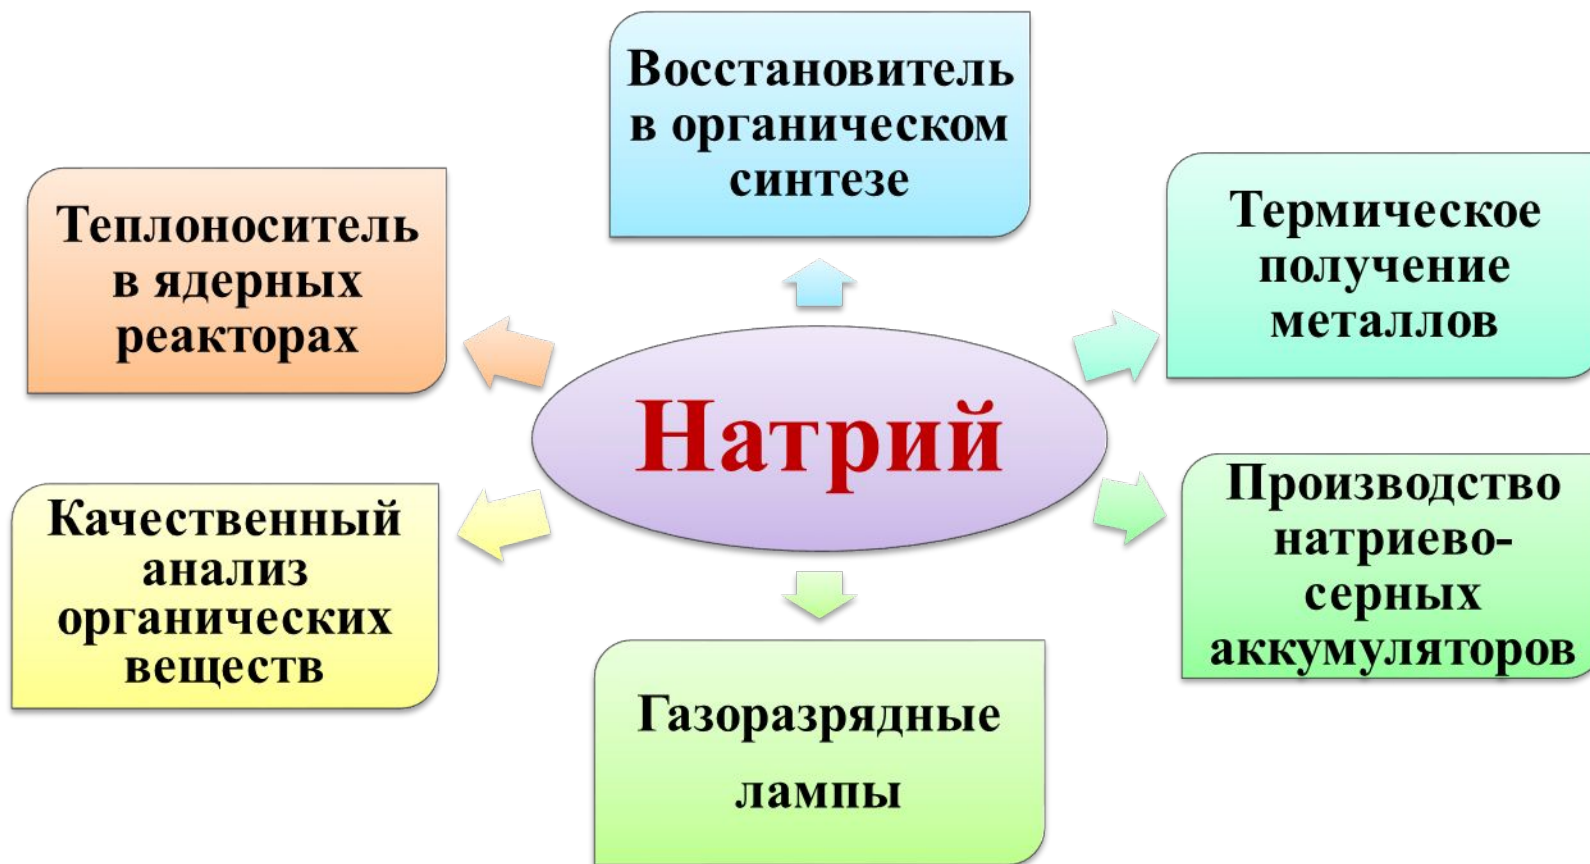 Восстановитель
в органическом
синтезе
Теплоноситель
в ядерных
реакторах
Термическое
получение
металлов
Натрий
Качественный
анализ
органических
веществ
Производство
натриево-
серных
аккумуляторов
Газоразрядные
лампы